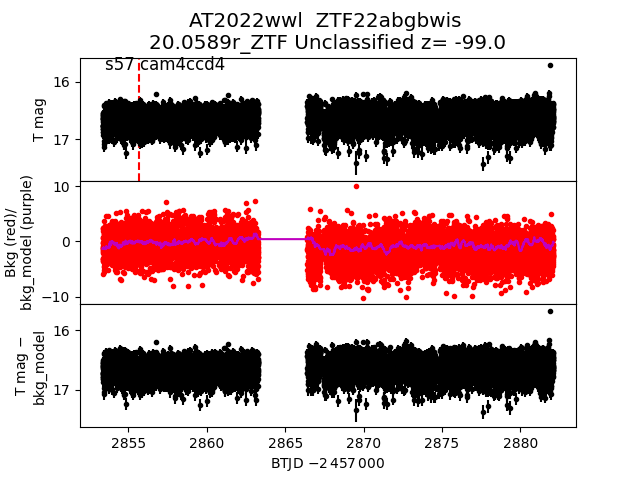 AT2022wwl  ZTF22abgbwis
20.0589r_ZTF Unclassified z= -99.0
s57 cam4ccd4
16
17
T mag
10
0
−10
Bkg (red)/
bkg_model (purple)
16
17
T mag −
bkg_model
2855
2860
2865
2870
2875
2880
BTJD −2 457 000